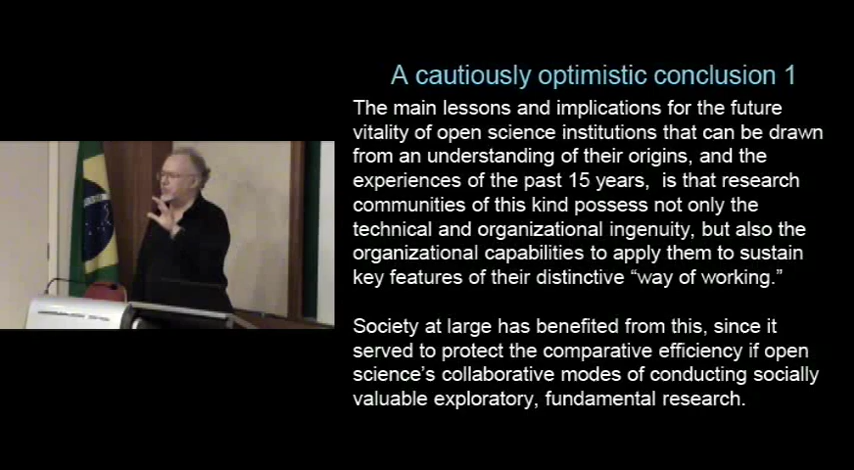 A cautiously optimistic conclusion 1
The main lessons and implications for the future
vitality of open science institutions that can be drawn
from an understanding of their origins, and the
experiences of the past 15 years,  is that research
communities of this kind possess not only the
technical and organizational ingenuity, but also the
organizational capabilities to apply them to sustain
key features of their distinctive “way of working.”
Society at large has benefited from this, since it
served to protect the comparative efficiency if open
science’s collaborative modes of conducting socially
valuable exploratory, fundamental research.